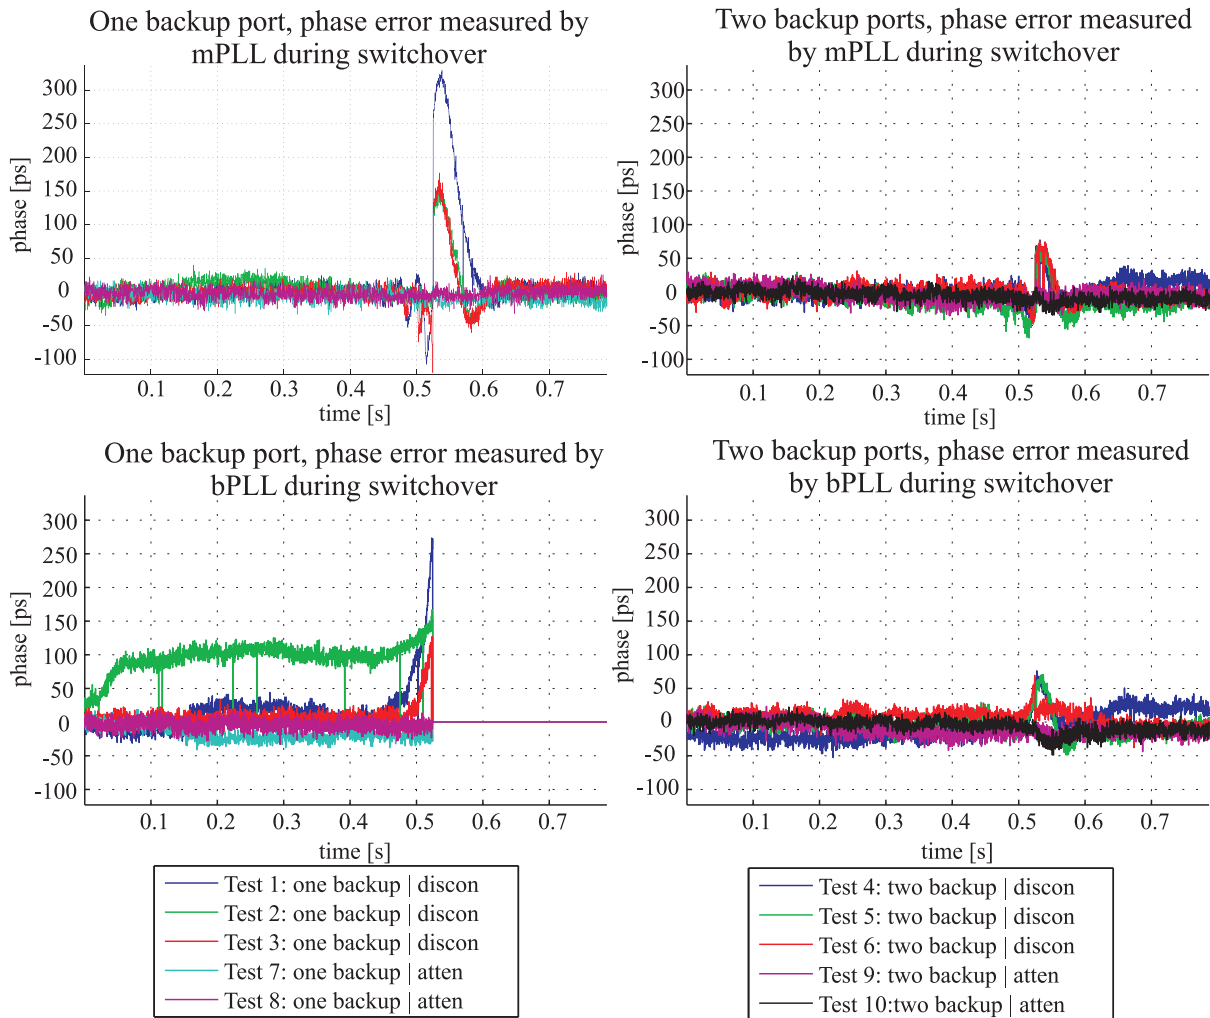 One backup port, phase error measured by
mPLL during switchover
300
250
200
150
100
50
0
-50
-100
phase [ps]
0.1 0.2 0.3 0.4 0.5 0.6 0.7
time [s]
Two backup ports, phase error measured
by mPLL during switchover
300
250
200
150
100
50
0
-50
-100
phase [ps]
0.1 0.2 0.3 0.4 0.5 0.6 0.7
time [s]
One backup port, phase error measured by
bPLL during switchover
300
250
200
150
100
50
0
-50
-100
phase [ps]
0.1 0.2 0.3 0.4 0.5 0.6 0.7
time [s]
Two backup ports, phase error measured
by bPLL during switchover
300
250
200
150
100
50
0
-50
-100
phase [ps]
0.1 0.2 0.3 0.4 0.5 0.6 0.7
time [s]
Test 1: one backup | discon
Test 2: one backup | discon
Test 3: one backup | discon
Test 7: one backup | atten
Test 8: one backup | atten
Test 4: two backup | discon
Test 5: two backup | discon
Test 6: two backup | discon
Test 9: two backup | atten
Test 10:two backup | atten